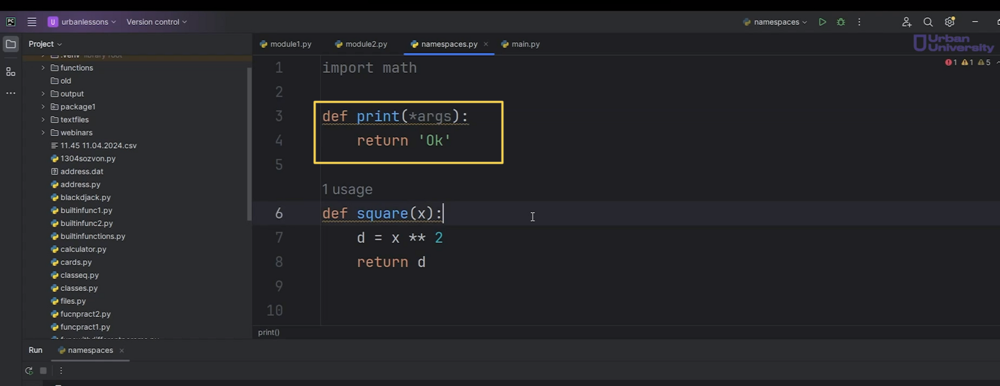 PC U urbanlessons Version control namespaces
Project module1.py module2.py namespaces.py main.py
Urban University
.venv library root
1 1 5
functions
old
output
package1
textfiles
webinars
11.45 11.04.2024.csv
1304sozvon.py
address.dat
address.py
blackdjack.py
builtinfunc1.py
builtinfunc2.py
builtinfunctions.py
calculator.py
cards.py
classeq.py
classes.py
files.py
fucnpract2.py
funcpract1.py
1 import math
2
3 def print(*args):
4 return 'Ok'
5
1 usage
6 def square(x):
7 d = x ** 2
8 return d
9
10
print()
Run namespaces